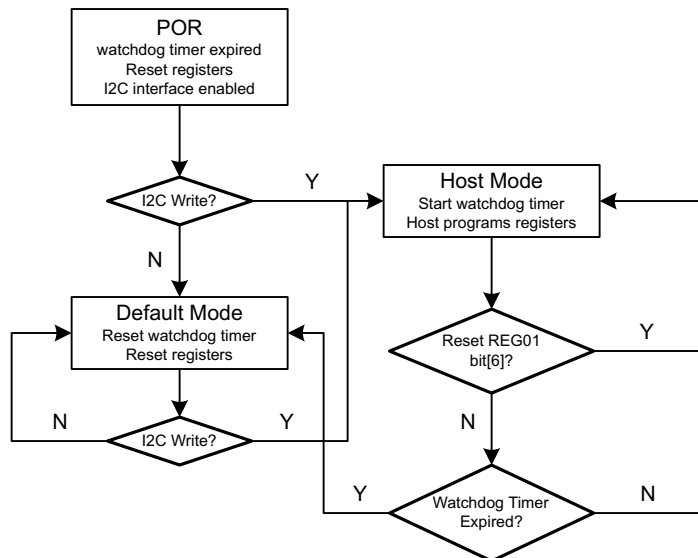 POR
watchdog timer expired
Reset registers
I2C interface enabled
I2C Write?
Y
N
Host Mode
Start watchdog timer
Host programs registers
Default Mode
Reset watchdog timer
Reset registers
Reset REG01
bit[6]?
Y
N
I2C Write?
N
Y
Watchdog Timer
Expired?
Y
N